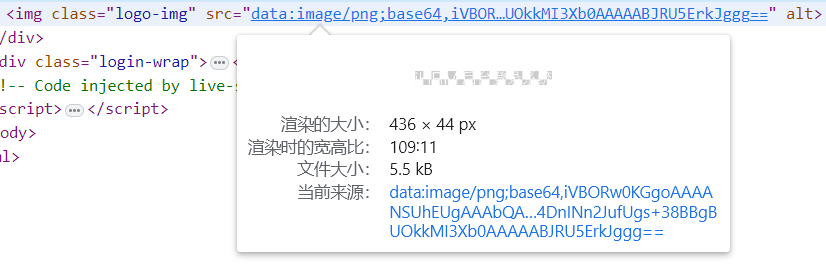 <img class="logo-img" src="data:image/png;base64,iVBOR…UOkkMI3Xb0AAAAABJRU5ErkJggg==" alt>
/div>
div class="login-wrap">
<
!-- Code injected by live-s
script> </script>
ody>
ml>
渲染的大小: 436 × 44 px
渲染时的宽高比: 109∶11
文件大小: 5.5 kB
当前来源: data:image/png;base64,iVBORw0KGgoAAAA
NSUhEUgAAAbQA…4DnINn2JufUgs+38BBgB
UOkkMI3Xb0AAAAABJRU5ErkJggg==